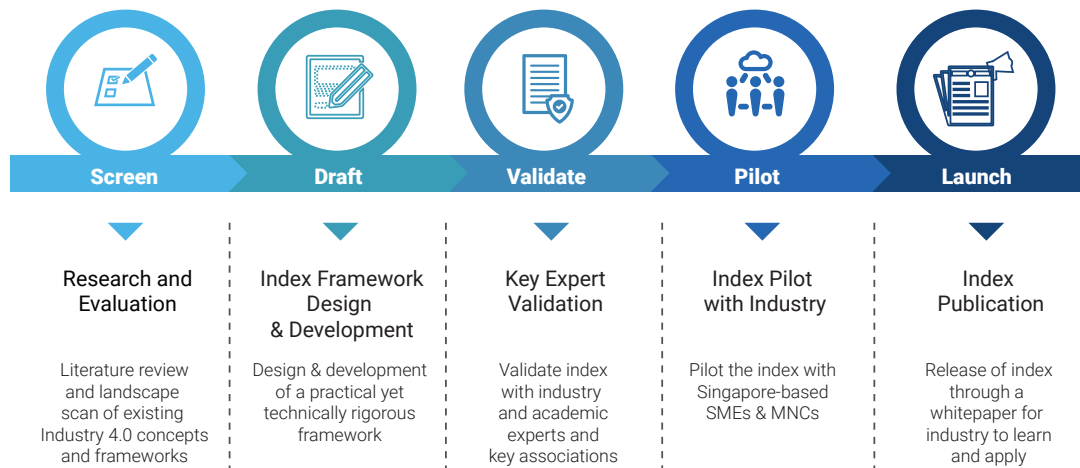 Screen
Draft
Validate
Pilot
Launch
Research and
Evaluation
Literature review
and landscape
scan of existing
Industry 4.0 concepts
and frameworks
Index Framework
Design
& Development
Design & development
of a practical yet
technically rigorous
framework
Key Expert
Validation
Validate index
with industry
and academic
experts and
key associations
Index Pilot
with Industry
Pilot the index with
Singapore-based
SMEs & MNCs
Index
Publication
Release of index
through a
whitepaper for
industry to learn
and apply